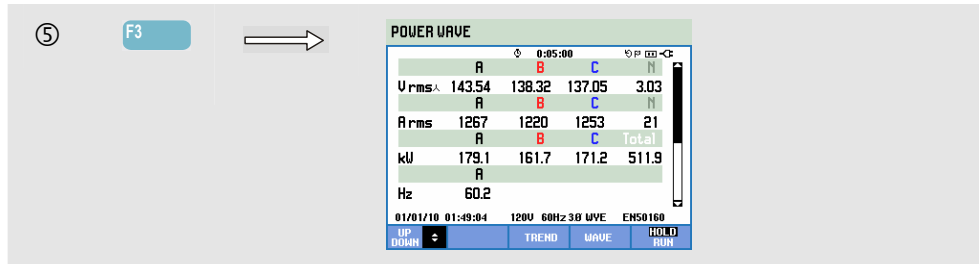 ⑤ F3
POWER WAVE
0:05:00
A B C N
V rms⅄ 143.54 138.32 137.05 3.03
A B C N
A rms 1267 1220 1253 21
A B C Total
kW 179.1 161.7 171.2 511.9
A
Hz 60.2
01/01/10 01:49:04 120V 60Hz 3Ø WYE EN50160
UP DOWN TREND WAVE HOLD RUN